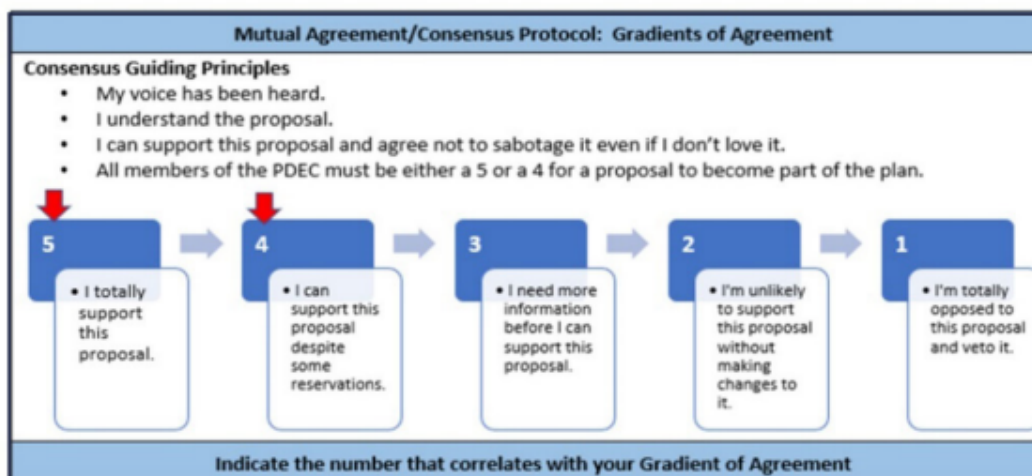 Mutual Agreement/Consensus Protocol: Gradients of Agreement
Consensus Guiding Principles
• My voice has been heard.
• I understand the proposal.
• I can support this proposal and agree not to sabotage it even if I don't love it.
• All members of the PDEC must be either a 5 or a 4 for a proposal to become part of the plan.
5
• I totally
support
this
proposal.
4
• I can
support this
proposal
despite
some
reservations.
3
• I need more
information
before I can
support this
proposal.
2
• I'm unlikely
to support
this proposal
without
making
changes to
it.
1
• I'm totally
opposed to
this proposal
and veto it.
Indicate the number that correlates with your Gradient of Agreement